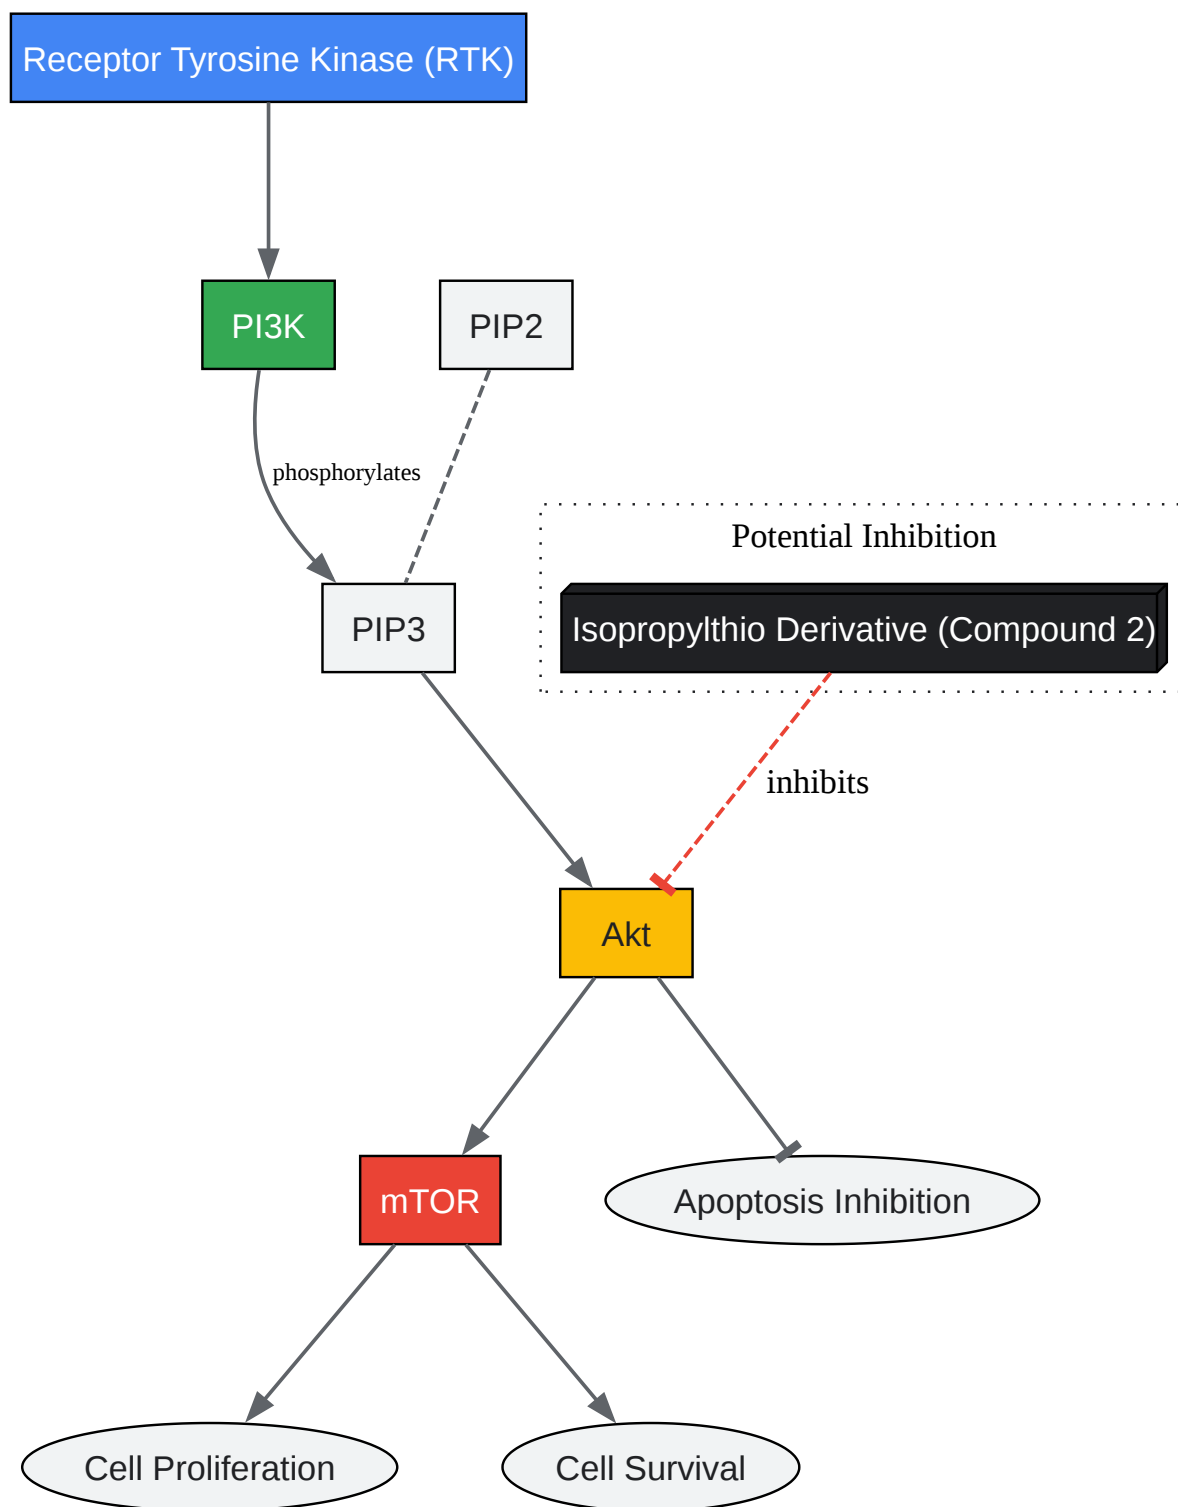 Receptor Tyrosine Kinase (RTK)
PI3K
PIP2
phosphorylates
Potential Inhibition
PIP3
Isopropylthio Derivative (Compound 2)
inhibits
Akt
mTOR
Apoptosis Inhibition
Cell Proliferation
Cell Survival